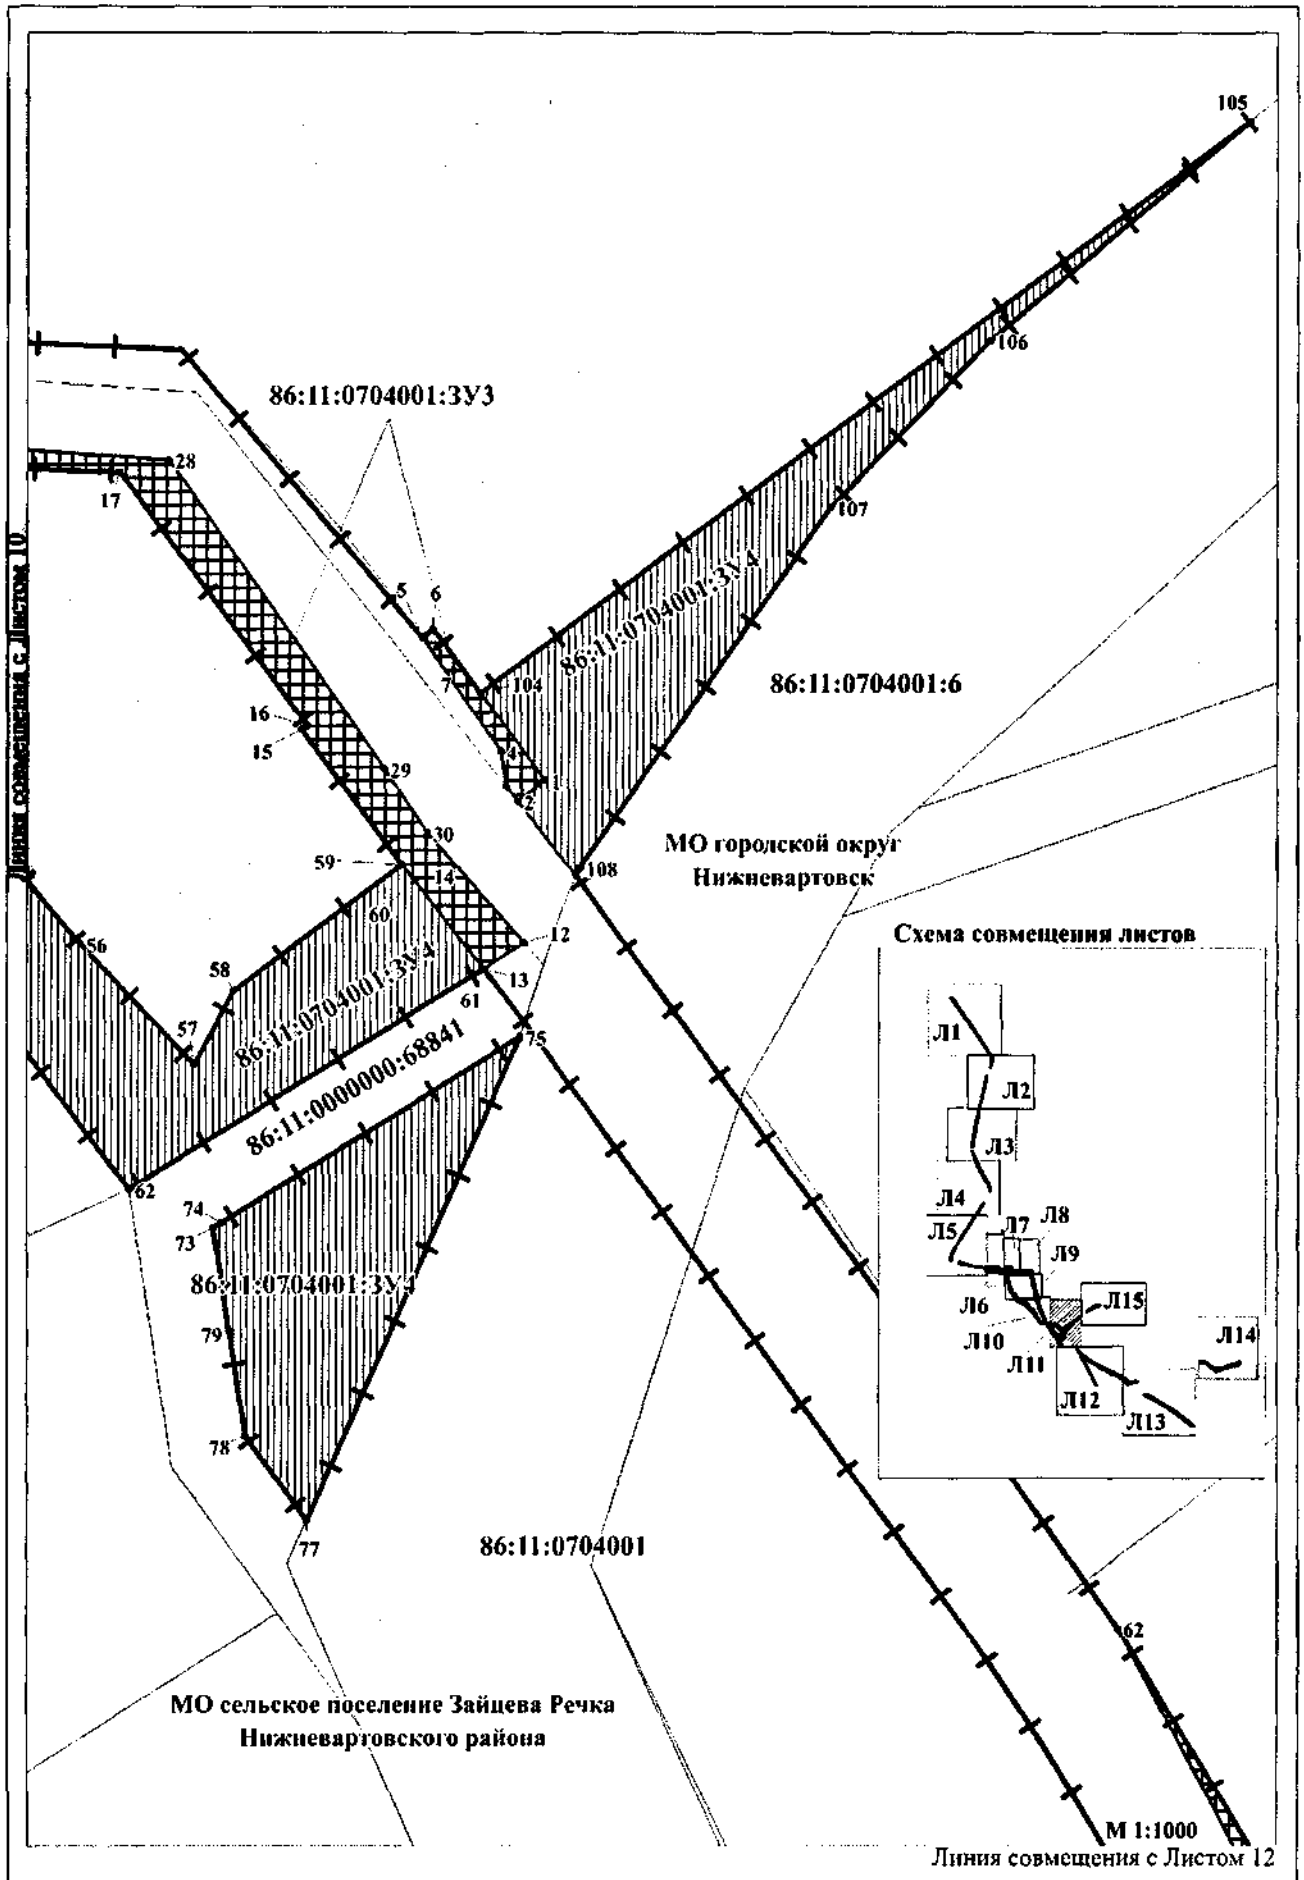 105
106
86:11:0704001:ЗУ3
28
17
107
Линия совмещения с Листом 10
5
6
86:11:0704001:ЗУ4
7
104
86:11:0704001:6
16
15
4
29
1
2
30
МО городской округ
Нижневартовск
59
14
108
60
12
Схема совмещения листов
56
58
13
61
86:11:0704001:ЗУ4
57
75
86:11:0000000:68841
Л1
Л2
Л3
62
Л4
74
Л5
Л7
Л8
73
Л9
86:11:0704001:ЗУ4
Л6
Л15
79
Л10
Л14
Л11
Л12
Л13
78
77
86:11:0704001
62
МО сельское поселение Зайцева Речка
Нижневартовского района
М 1:1000
Линия совмещения с Листом 12